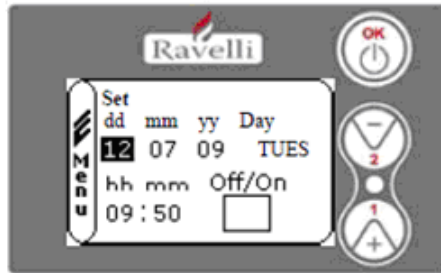 Ravelli
OK
Set
dd mm yy Day
12 07 09 TUES
hh mm Off/On
09:50
Menu
2
1